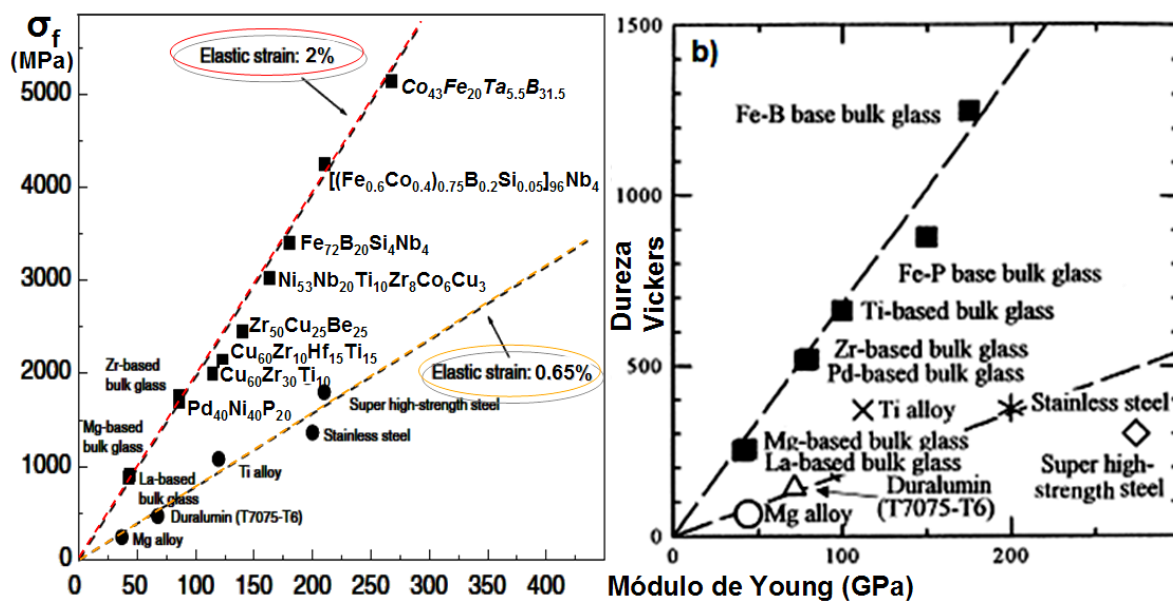 σf
(MPa)
5000
4000
3000
2000
1000
0
0
50
100
150
200
250
300
350
400
Elastic strain: 2%
Co43Fe20Ta5.5B31.5
[(Fe0.6Co0.4)0.75B0.2Si0.05]96Nb4
Fe72B20Si4Nb4
Ni53Nb20Ti10Zr8Co6Cu3
Zr50Cu25Be25
Cu60Zr10Hf15Ti15
Cu60Zr30Ti10
Zr-based
bulk glass
Pd40Ni40P20
Elastic strain: 0.65%
Super high-strength steel
Stainless steel
Mg-based
bulk glass
Ti alloy
La-based
bulk glass
Duralumin (T7075-T6)
Mg alloy
b)
1500
1000
500
0
0
100
200
Dureza
Vickers
Fe-B base bulk glass
Fe-P base bulk glass
Ti-based bulk glass
Zr-based bulk glass
Pd-based bulk glass
Ti alloy
Stainless steel
Mg-based bulk glass
La-based bulk glass
Super high-
strength steel
Duralumin
(T7075-T6)
Mg alloy
Módulo de Young (GPa)